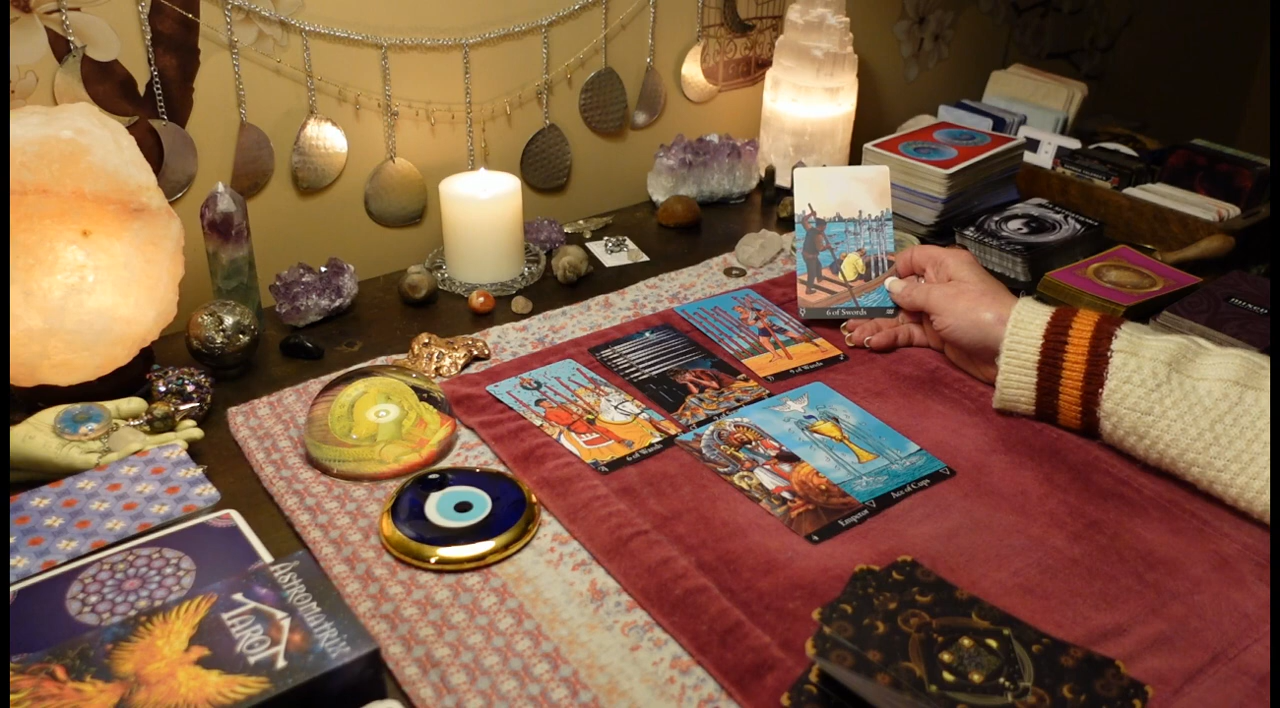 6 of Swords
9 of Wands
6 of Wands
Ace of Cups
Emperor
ASTROMATRIX
TAROT